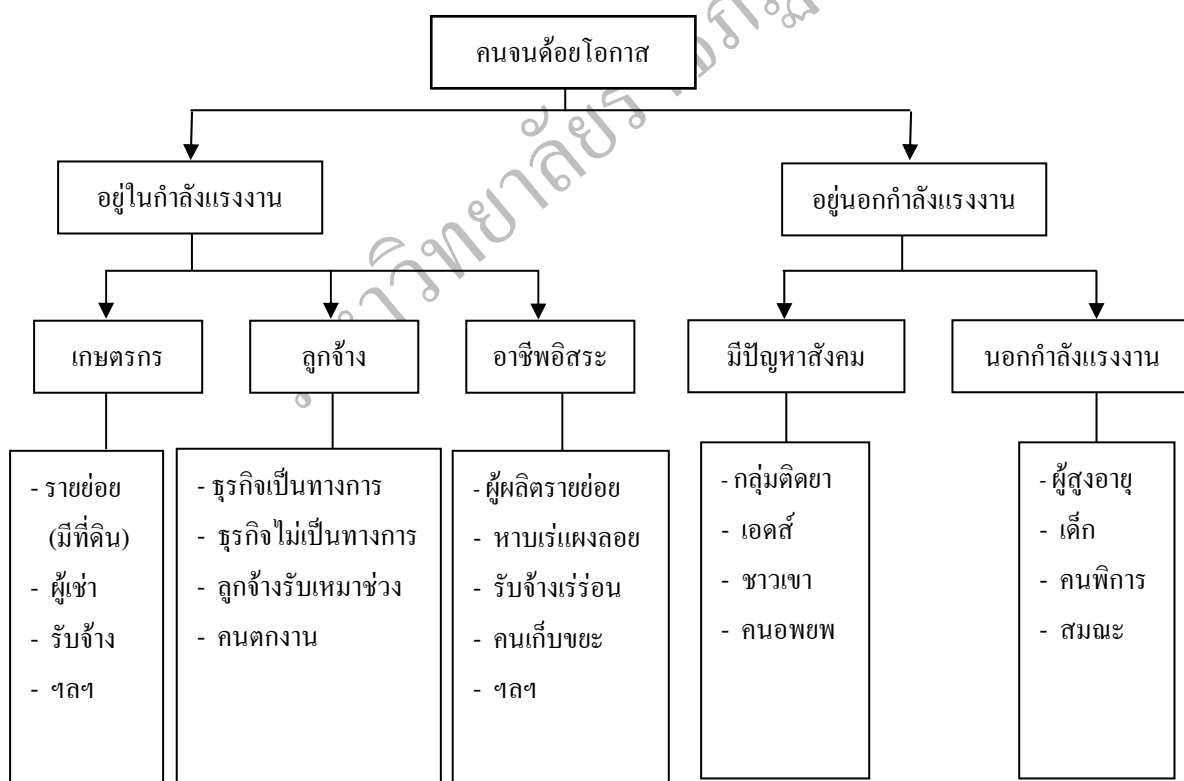 คนจนด้อยโอกาส
อยู่ในกำลังแรงงาน
อยู่นอกกำลังแรงงาน
เกษตรกร
ลูกจ้าง
อาชีพอิสระ
มีปัญหาสังคม
นอกกำลังแรงงาน
- รายย่อย
(มีที่ดิน)
- ผู้เช่า
- รับจ้าง
- ฯลฯ
- ธุรกิจเป็นทางการ
- ธุรกิจไม่เป็นทางการ
- ลูกจ้างรับเหมาช่วง
- คนตกงาน
- ผู้ผลิตรายย่อย
- หาบเร่แผงลอย
- รับจ้างเร่ร่อน
- คนเก็บขยะ
- ฯลฯ
- กลุ่มติดยา
- เอดส์
- ชาวเขา
- คนอพยพ
- ผู้สูงอายุ
- เด็ก
- คนพิการ
- สมณะ